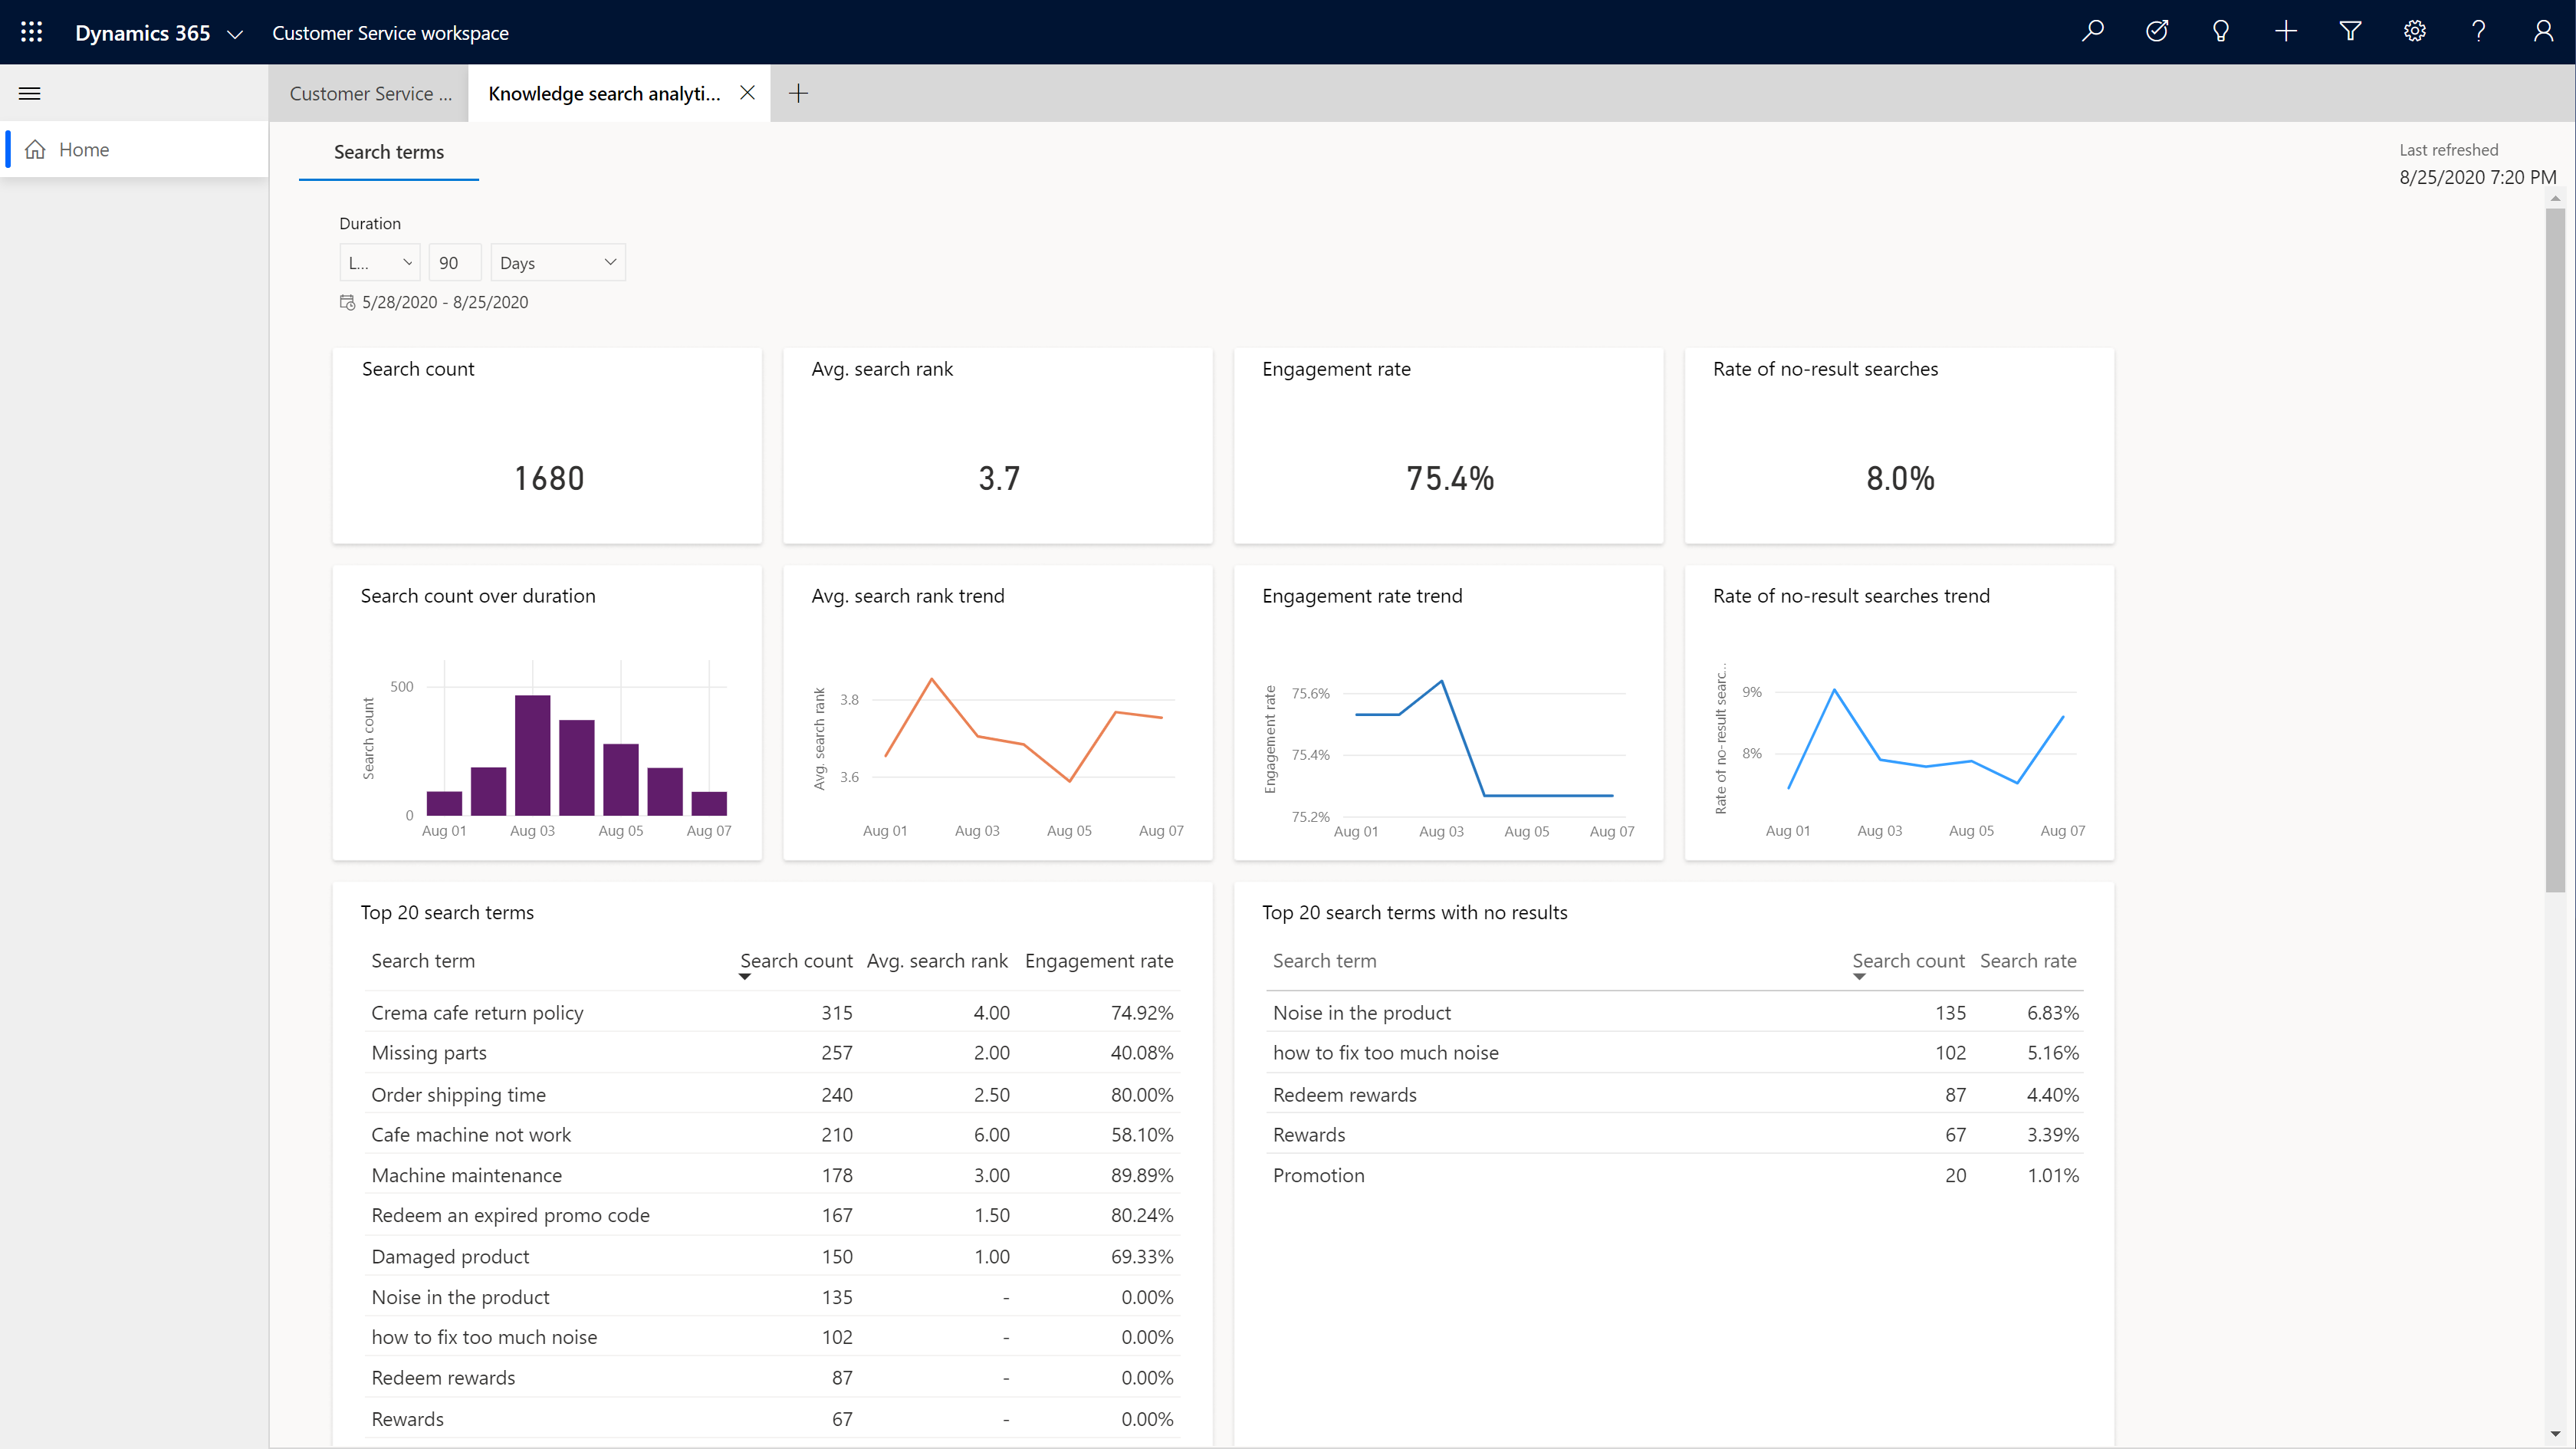 Dynamics 365 Customer Service workspace
Customer Service ... Knowledge search analyti...
Home
Search terms
Last refreshed
8/25/2020 7:20 PM
Duration
L... 90 Days
5/28/2020 - 8/25/2020
Search count Avg. search rank Engagement rate Rate of no-result searches
1680 3.7 75.4% 8.0%
Search count over duration
Search count
500
0
Aug 01 Aug 03 Aug 05 Aug 07
Avg. search rank trend
Avg. search rank
3.8
3.6
Aug 01 Aug 03 Aug 05 Aug 07
Engagement rate trend
Engagement rate
75.6%
75.4%
75.2%
Aug 01 Aug 03 Aug 05 Aug 07
Rate of no-result searches trend
Rate of no-result searc...
9%
8%
Aug 01 Aug 03 Aug 05 Aug 07
Top 20 search terms
Search term Search count Avg. search rank Engagement rate
Crema cafe return policy 315 4.00 74.92%
Missing parts 257 2.00 40.08%
Order shipping time 240 2.50 80.00%
Cafe machine not work 210 6.00 58.10%
Machine maintenance 178 3.00 89.89%
Redeem an expired promo code 167 1.50 80.24%
Damaged product 150 1.00 69.33%
Noise in the product 135 - 0.00%
how to fix too much noise 102 - 0.00%
Redeem rewards 87 - 0.00%
Rewards 67 - 0.00%
Top 20 search terms with no results
Search term Search count Search rate
Noise in the product 135 6.83%
how to fix too much noise 102 5.16%
Redeem rewards 87 4.40%
Rewards 67 3.39%
Promotion 20 1.01%